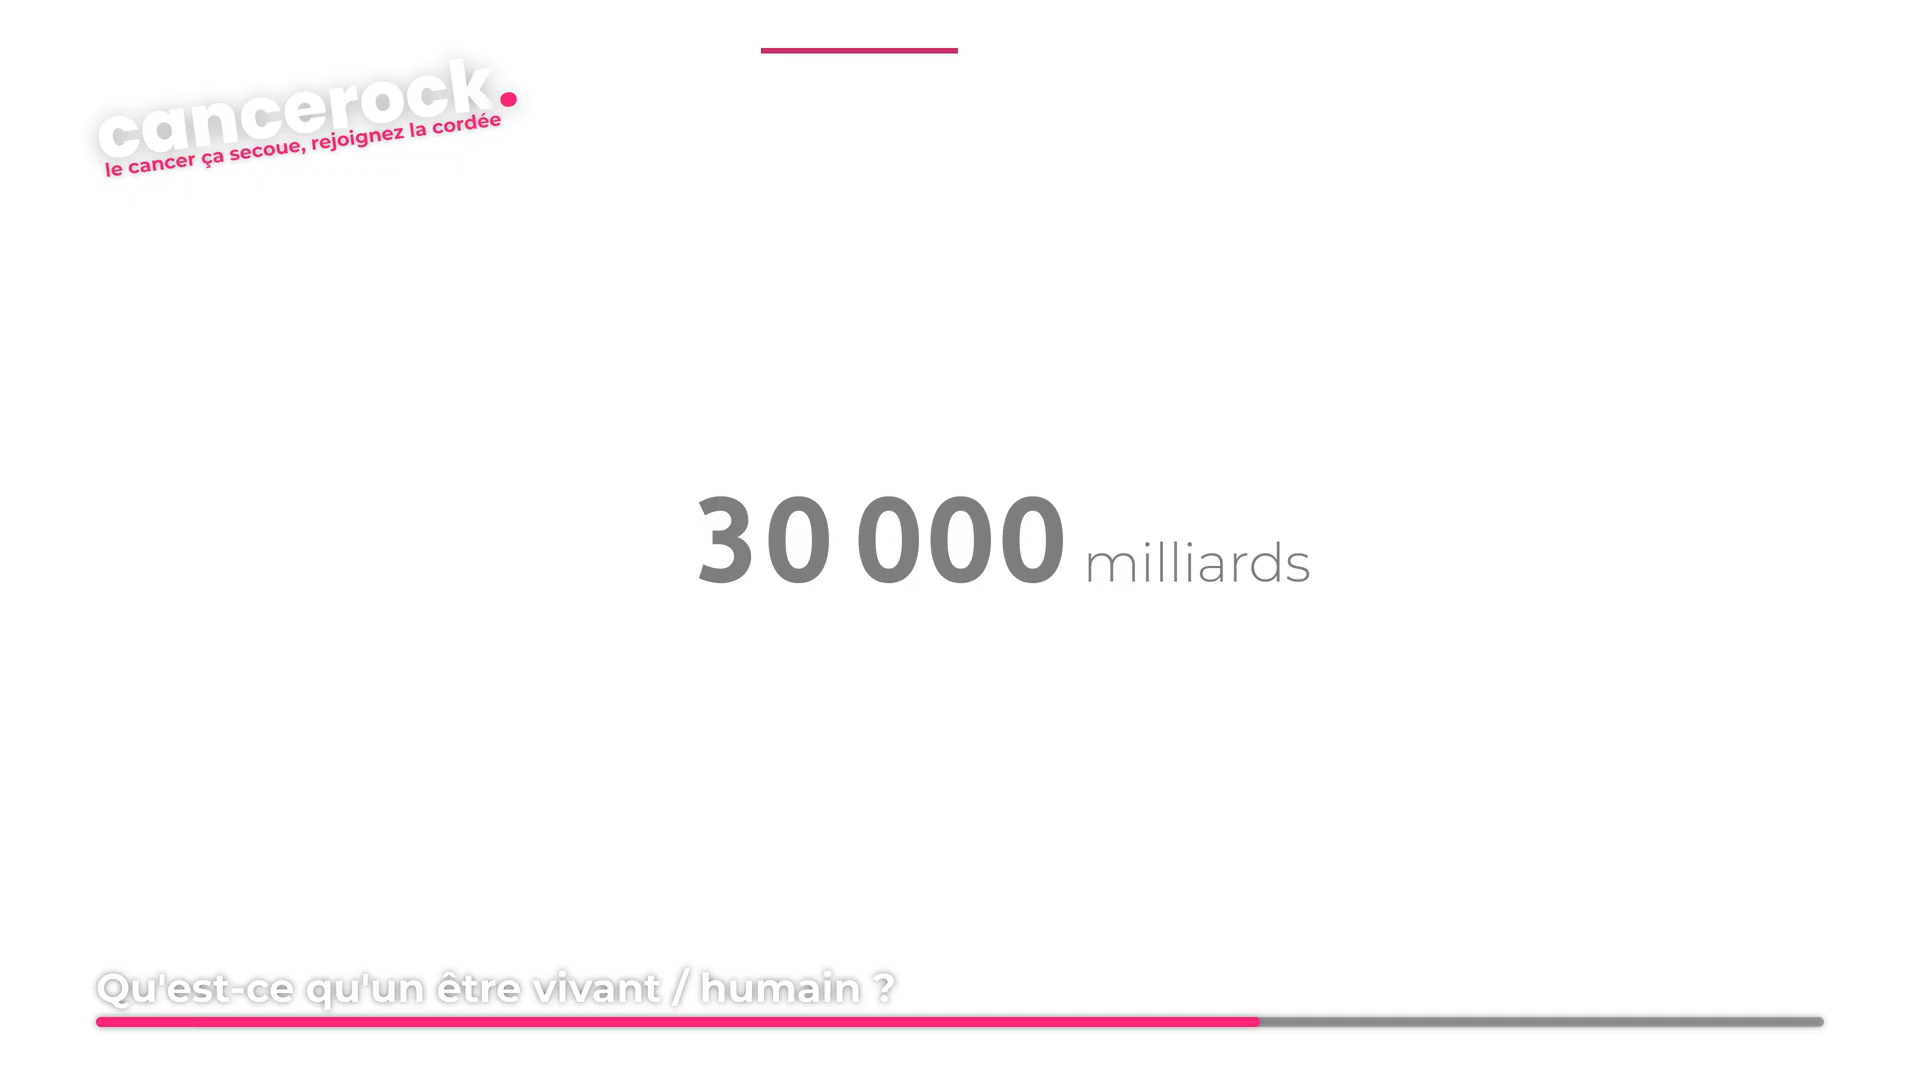 cancerock.
le cancer ça secoue, rejoignez la cordée
30 000 milliards
Qu'est-ce qu'un être vivant / humain ?